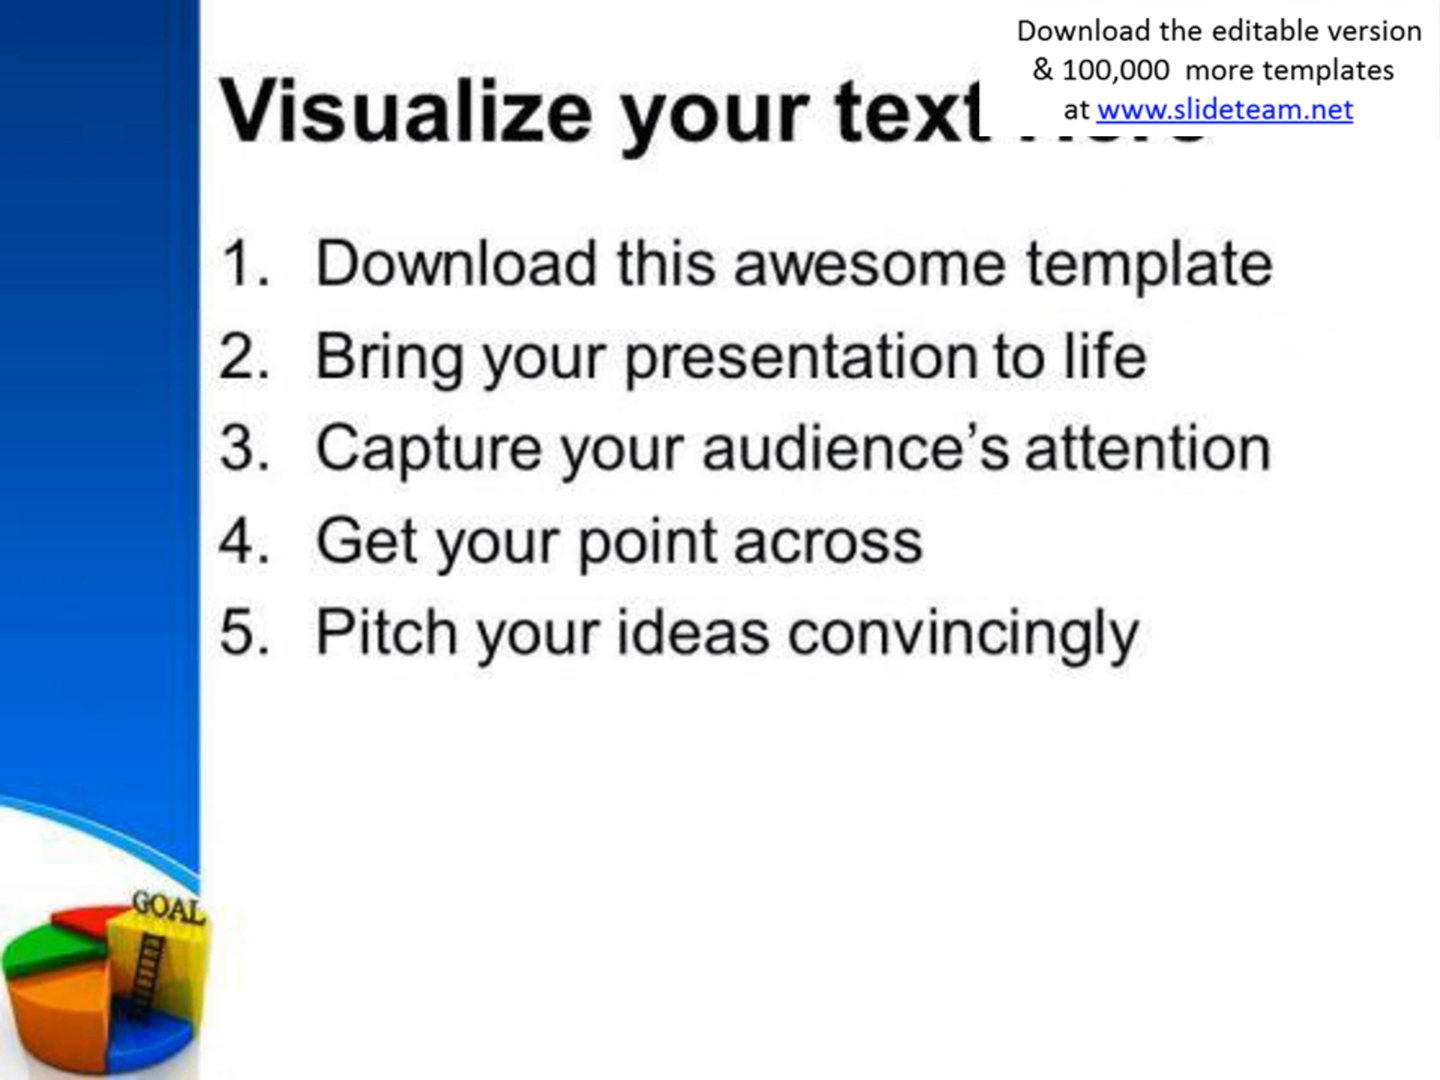 Download the editable version
& 100,000 more templates
at www.slideteam.net
Visualize your text
1. Download this awesome template
2. Bring your presentation to life
3. Capture your audience’s attention
4. Get your point across
5. Pitch your ideas convincingly
GOAL